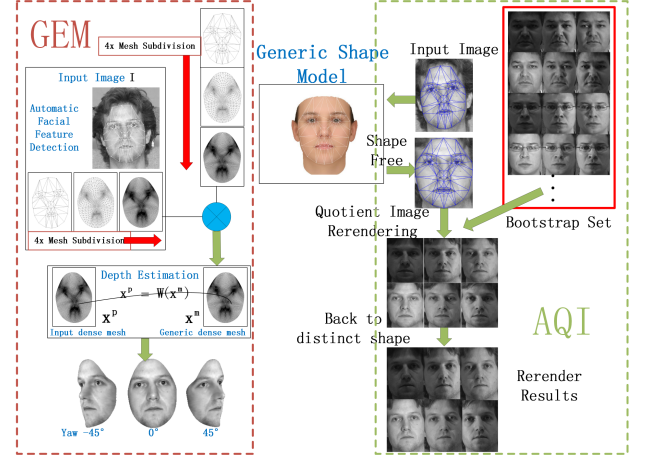 GEM
4x Mesh Subdivision
Input Image I
Automatic
Facial
Feature
Detection
4x Mesh Subdivision
Depth Estimation
x^p = W(x^m)
x^p
x^m
Input dense mesh
Generic dense mesh
Yaw -45°
0°
45°
Generic Shape
Model
Input Image
Shape
Free
Quotient Image
Rerendering
Bootstrap Set
Back to
distinct shape
AQI
Rerender
Results